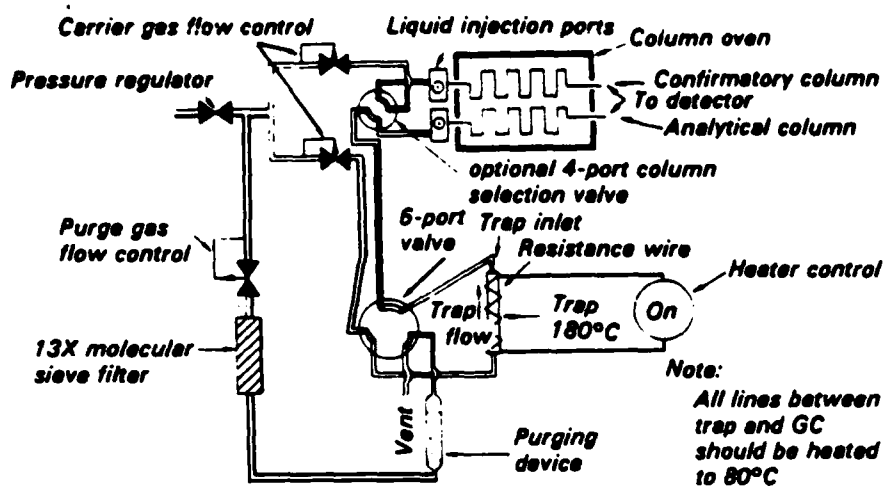 Carrier gas flow control
Liquid injection ports
Column oven
Pressure regulator
Confirmatory column
To detector
Analytical column
optional 4-port column
selection valve
6-port
valve
Trap inlet
Resistance wire
Purge gas
flow control
Heater control
Trap
flow
Trap
180°C
On
13X molecular
sieve filter
Note:
All lines between
trap and GC
should be heated
to 80°C
Vent
Purging
device